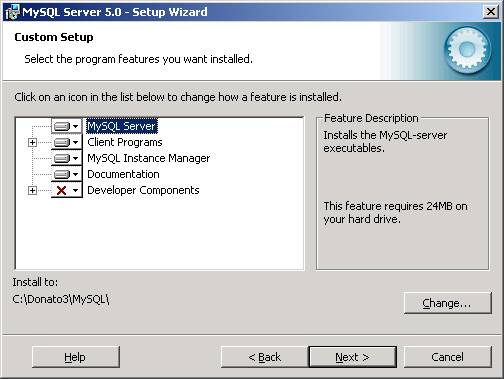 MySQL Server 5.0 - Setup Wizard
Custom Setup
Select the program features you want installed.
Click on an icon in the list below to change how a feature is installed.
MySQL Server
Client Programs
MySQL Instance Manager
Documentation
Developer Components
Feature Description
Installs the MySQL-server
executables.
This feature requires 24MB on
your hard drive.
Install to:
C:\Donato3\MySQL\
Change...
Help
< Back
Next >
Cancel